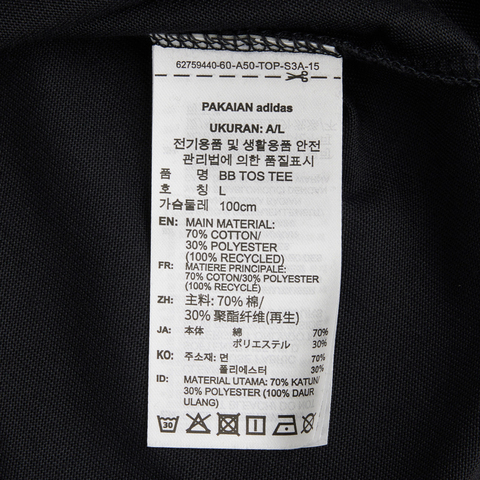 62759440-60-A50-TOP-S3A-15
PAKAIAN adidas
UKURAN: A/L
전기용품 및 생활용품 안전
관리법에 의한 품질표시
품 명 BB TOS TEE
호 칭 L
가슴둘레 100cm
EN: MAIN MATERIAL:
70% COTTON/
30% POLYESTER
(100% RECYCLED)
FR: MATIERE PRINCIPALE:
70% COTON/30% POLYESTER
(100% RECYCLÉ)
ZH: 主料: 70% 棉/
30% 聚酯纤维(再生)
JA: 本体 綿 70%
ポリエステル 30%
KO: 주소재: 면 70%
폴리에스터 30%
ID: MATERIAL UTAMA: 70% KATUN/
30% POLYESTER (100% DAUR
ULANG)
30